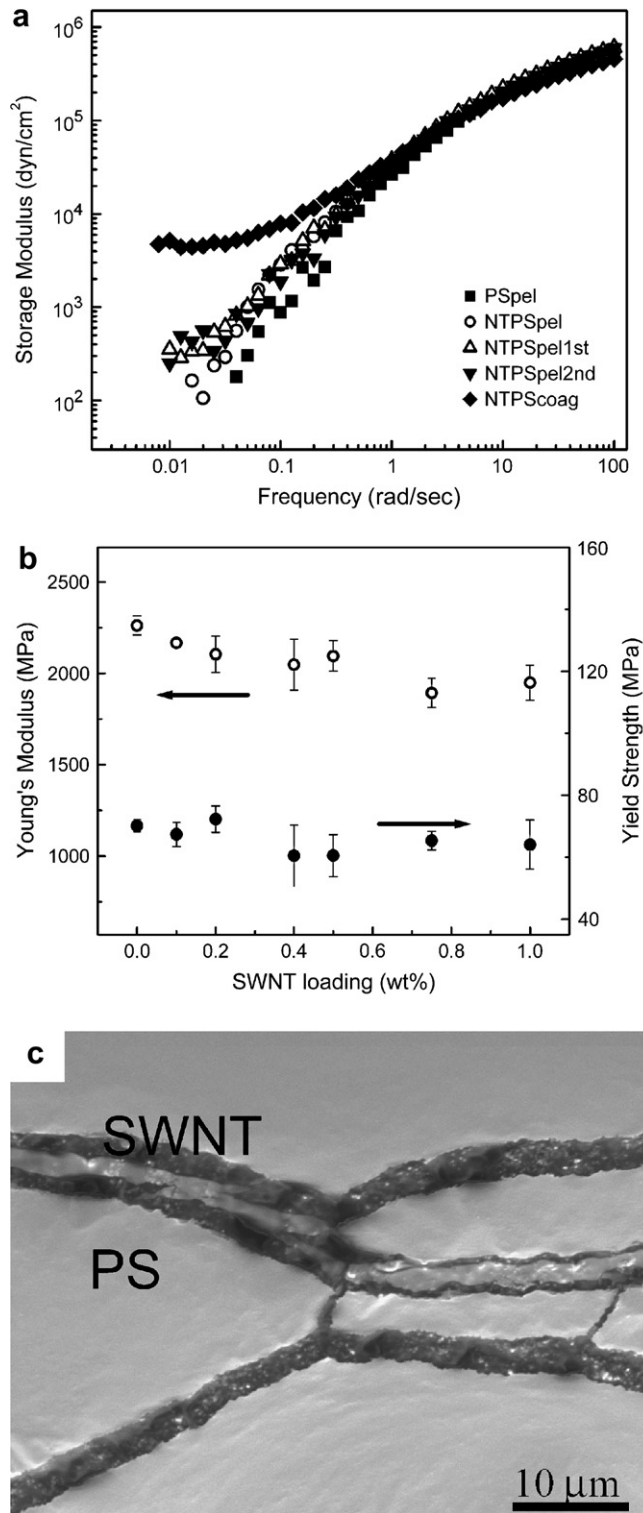 a
10^6
10^5
10^4
10^3
10^2
Storage Modulus (dyn/cm^2)
PSpel
NTPSpel
NTPSpel1st
NTPSpel2nd
NTPScoag
0.01 0.1 1 10 100
Frequency (rad/sec)
b
2500
2000
1500
1000
Young's Modulus (MPa)
160
120
80
40
Yield Strength (MPa)
0.0 0.2 0.4 0.6 0.8 1.0
SWNT loading (wt%)
c
SWNT
PS
10 μm